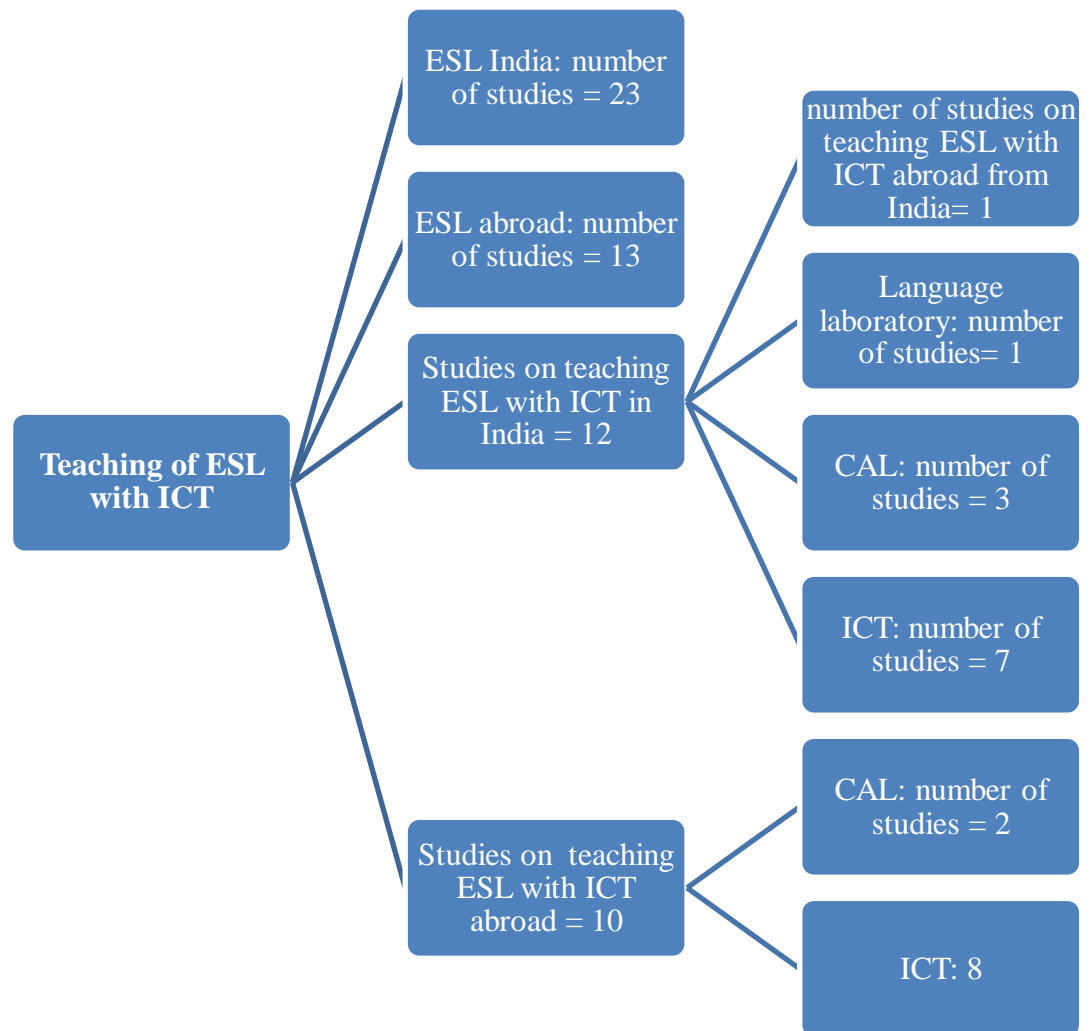 Teaching of ESL
with ICT
ESL India: number
of studies = 23
ESL abroad: number
of studies = 13
Studies on teaching
ESL with ICT in
India = 12
number of studies on
teaching ESL with
ICT abroad from
India= 1
Language
laboratory: number
of studies= 1
CAL: number of
studies = 3
ICT: number of
studies = 7
Studies on teaching
ESL with ICT
abroad = 10
CAL: number of
studies = 2
ICT: 8